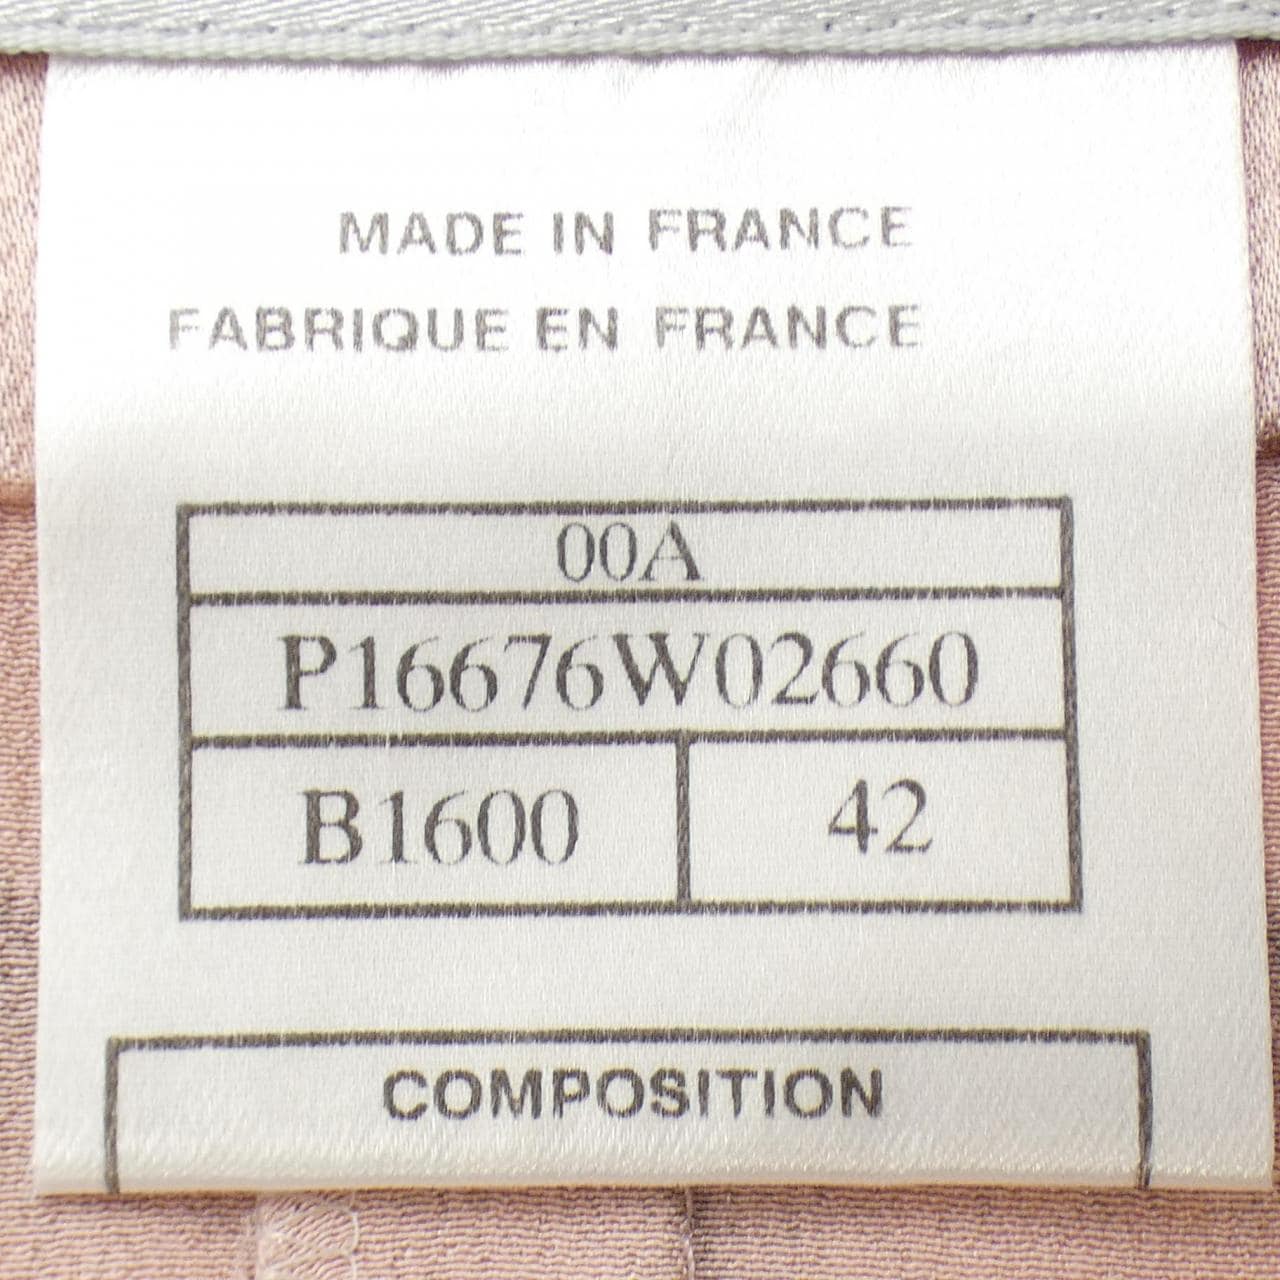 MADE IN FRANCE
FABRIQUE EN FRANCE
00A
P16676W02660
B1600 42
COMPOSITION